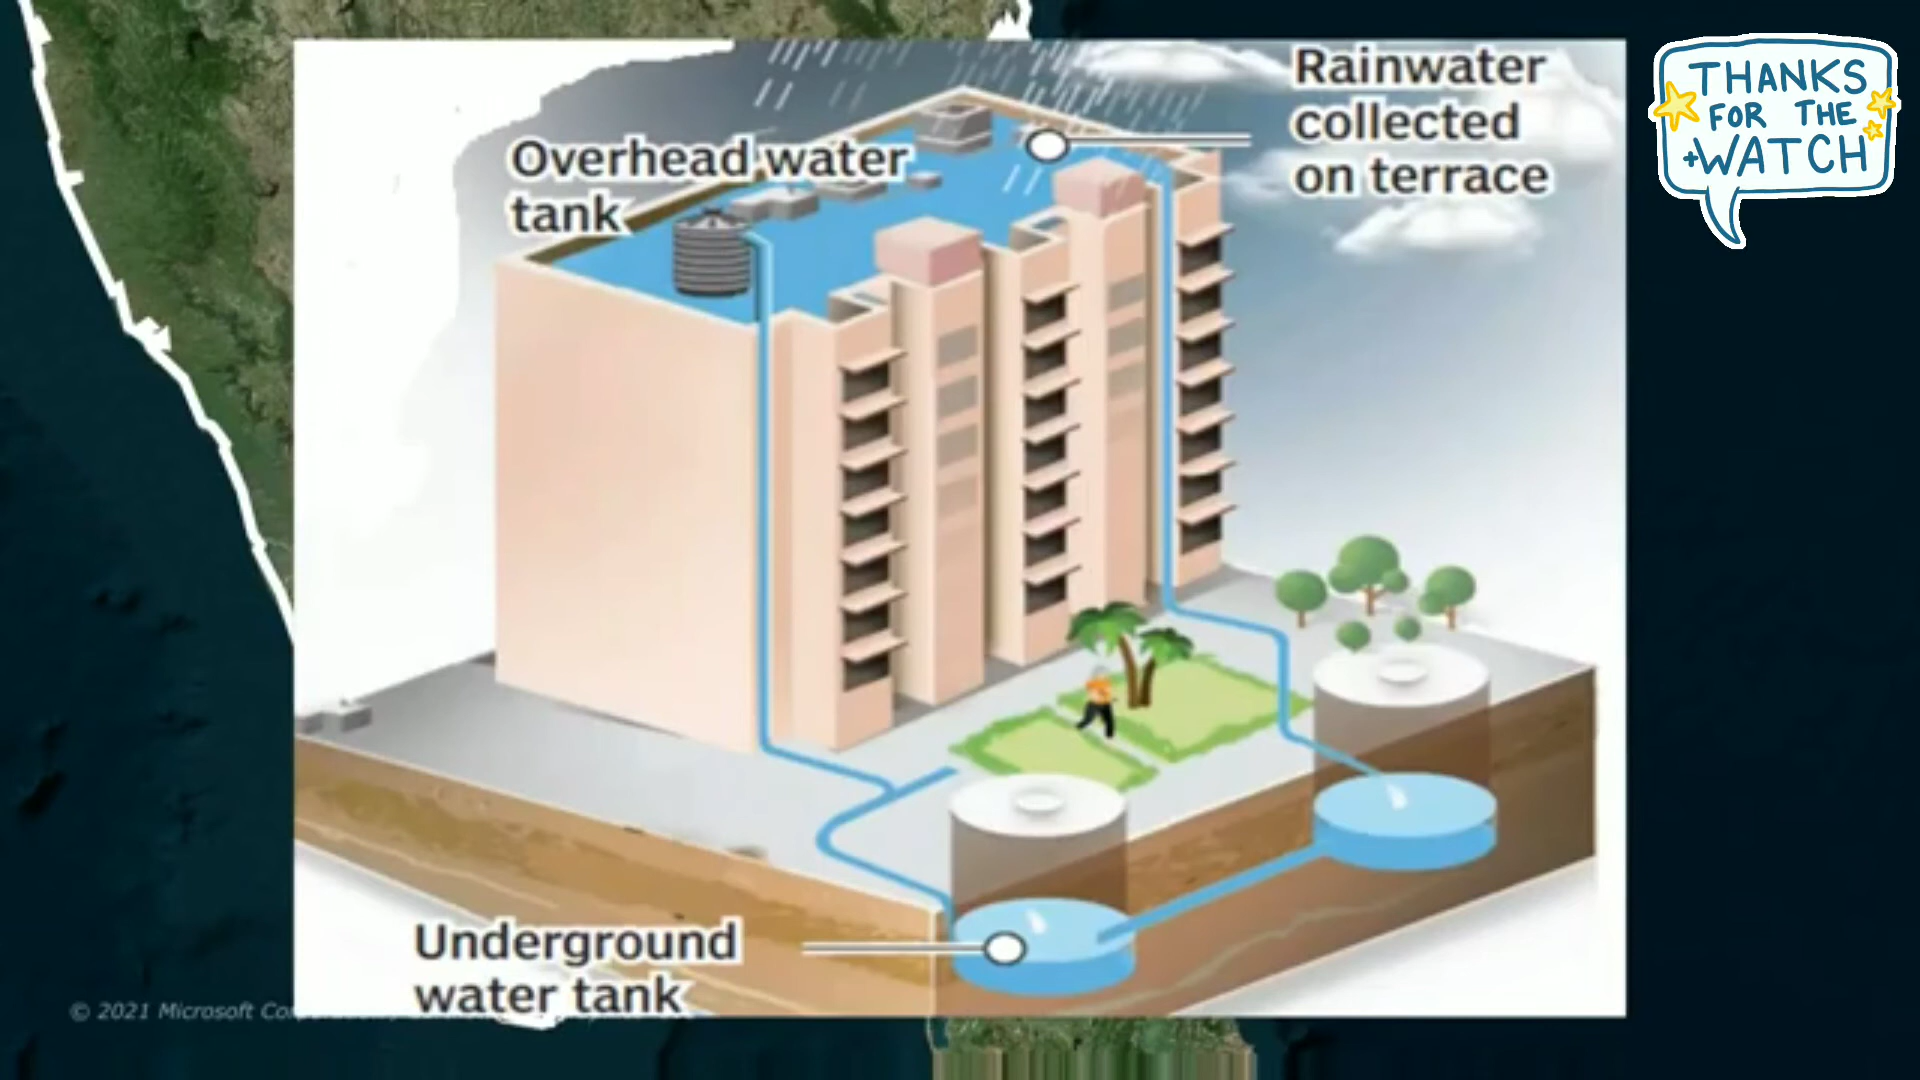 Rainwater
collected
on terrace
Overhead water
tank
Underground
water tank
THANKS
FOR THE
WATCH
© 2021 Microsoft